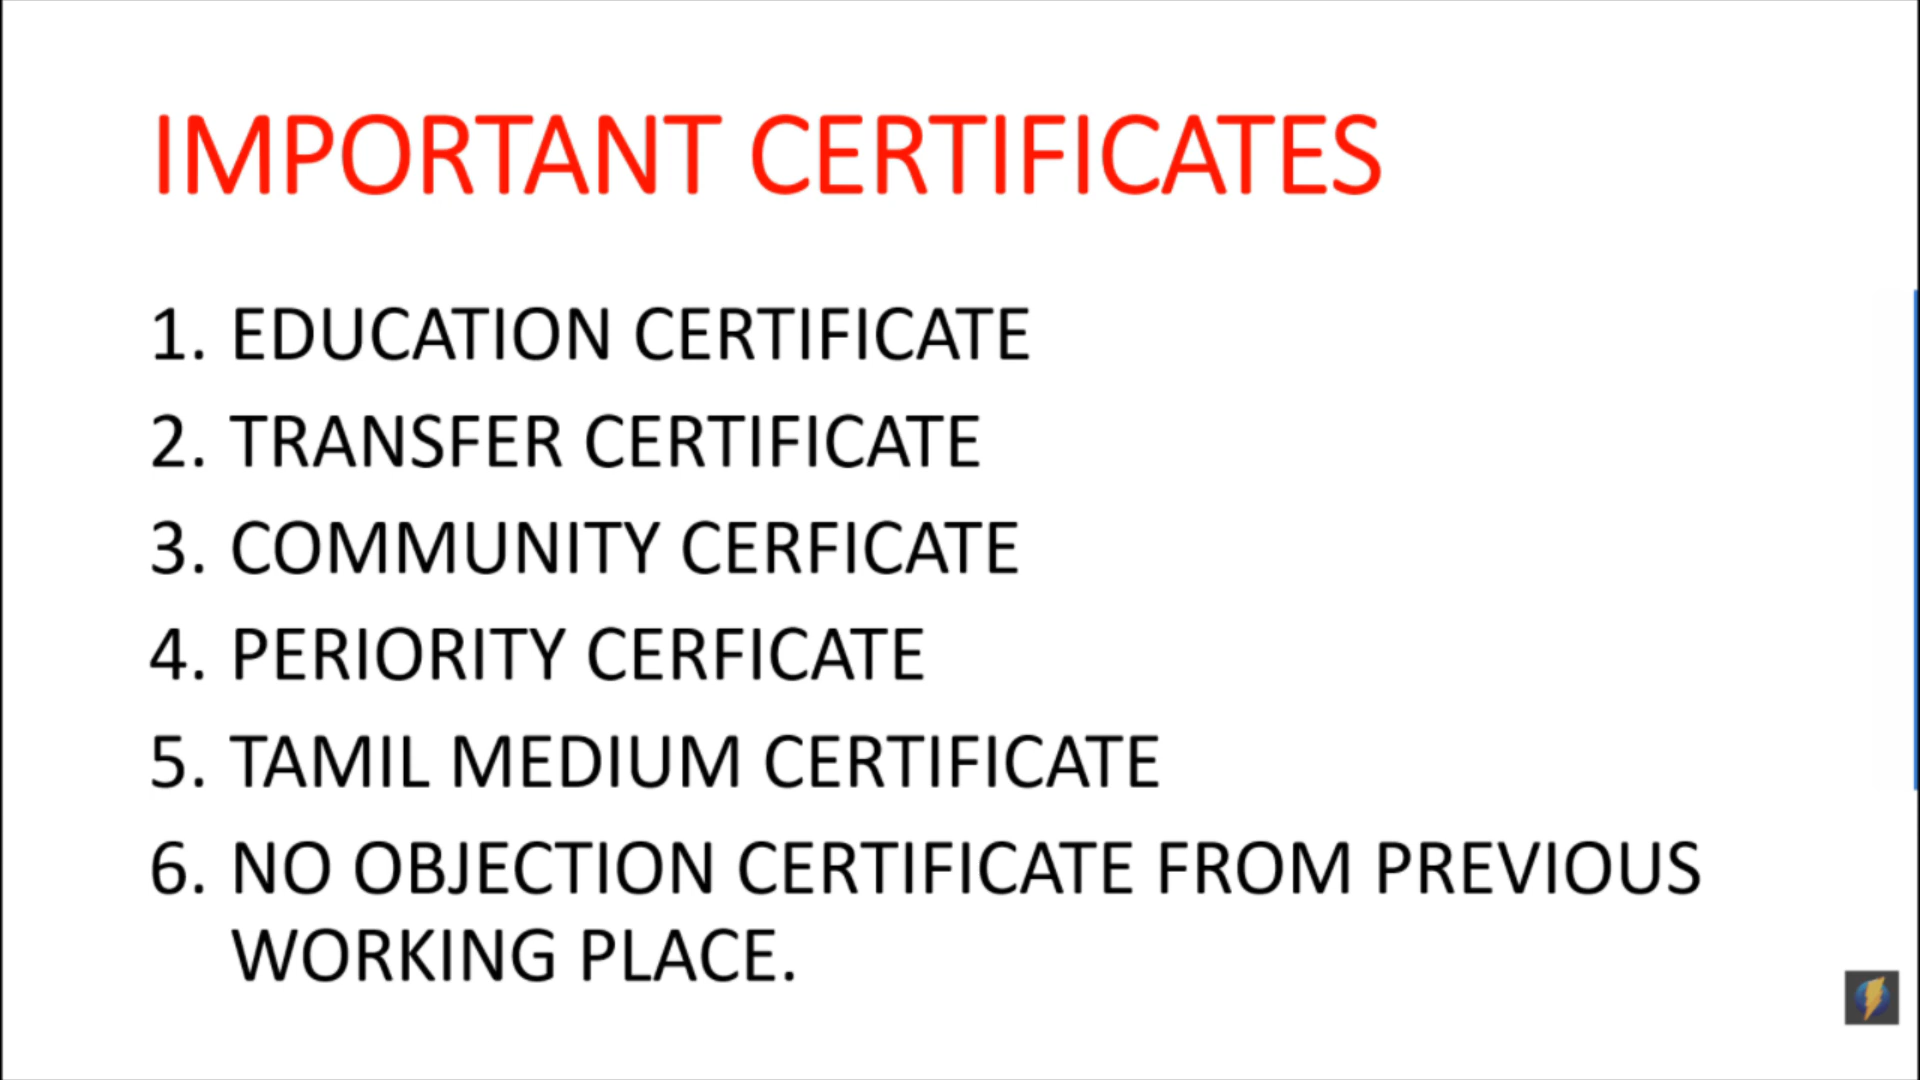 IMPORTANT CERTIFICATES
1. EDUCATION CERTIFICATE
2. TRANSFER CERTIFICATE
3. COMMUNITY CERFICATE
4. PERIORITY CERFICATE
5. TAMIL MEDIUM CERTIFICATE
6. NO OBJECTION CERTIFICATE FROM PREVIOUS
WORKING PLACE.